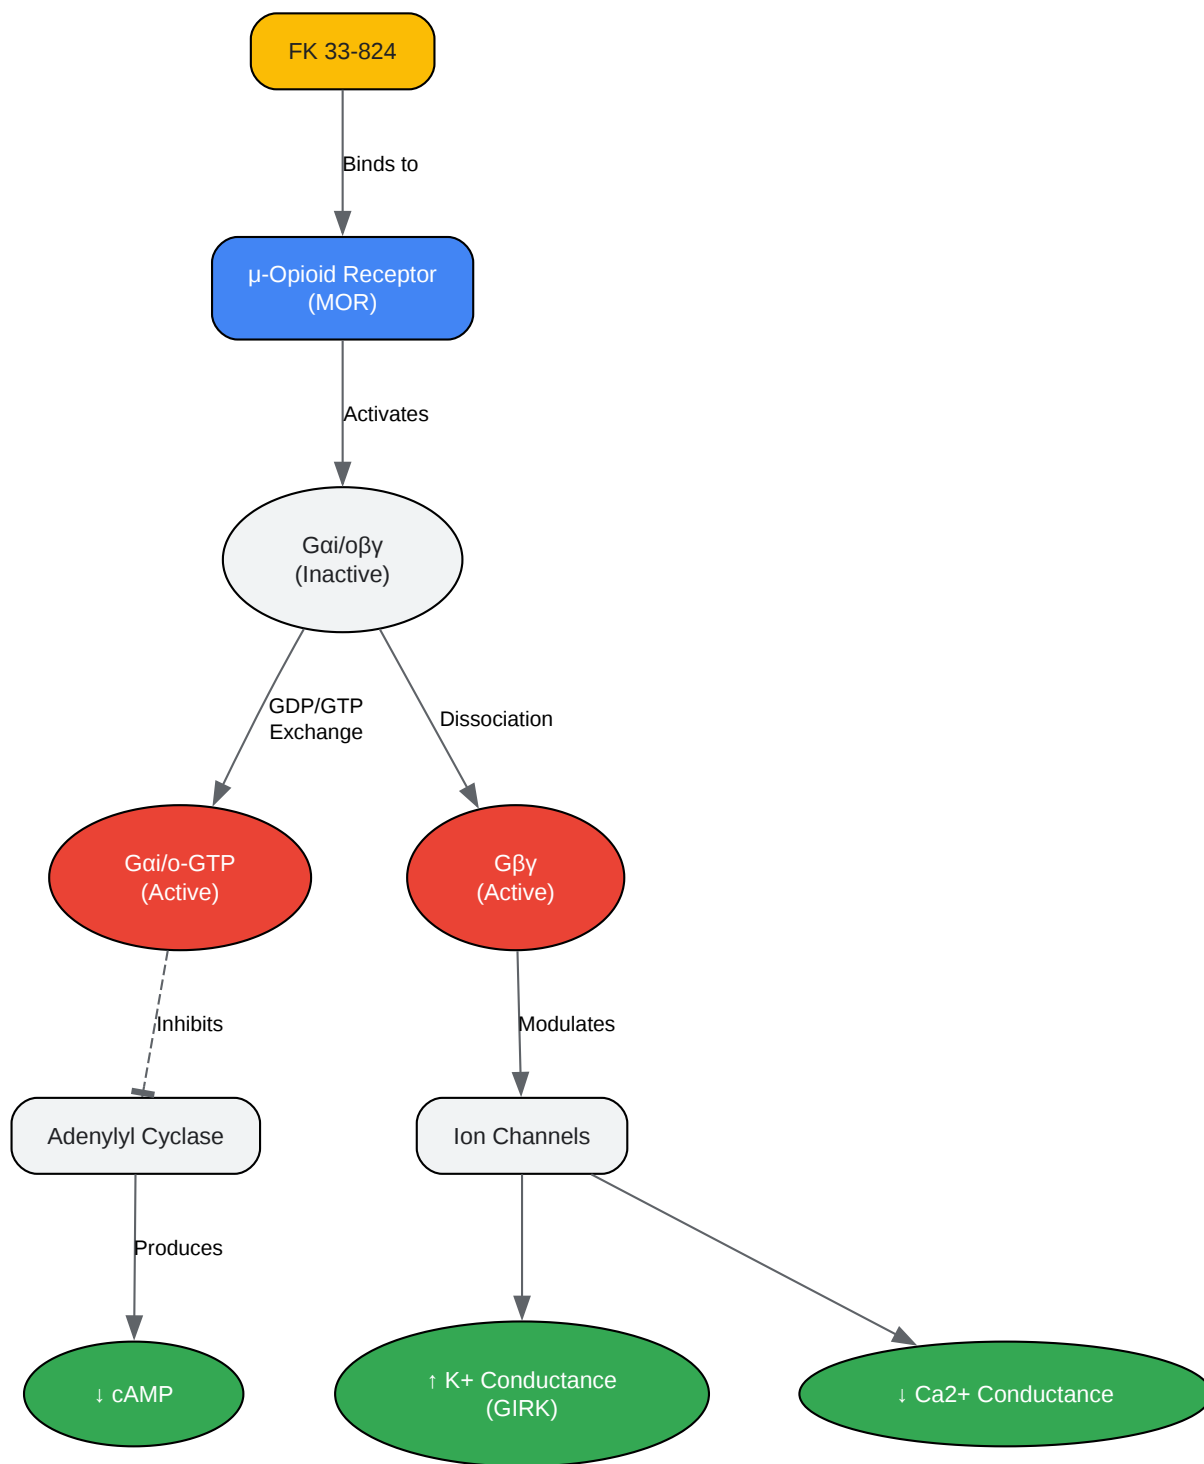 FK 33-824
Binds to
μ-Opioid Receptor
(MOR)
Activates
Gαi/oβγ
(Inactive)
GDP/GTP
Exchange
Dissociation
Gαi/o-GTP
(Active)
Gβγ
(Active)
Inhibits
Modulates
Adenylyl Cyclase
Ion Channels
Produces
↓ cAMP
↑ K+ Conductance
(GIRK)
↓ Ca2+ Conductance